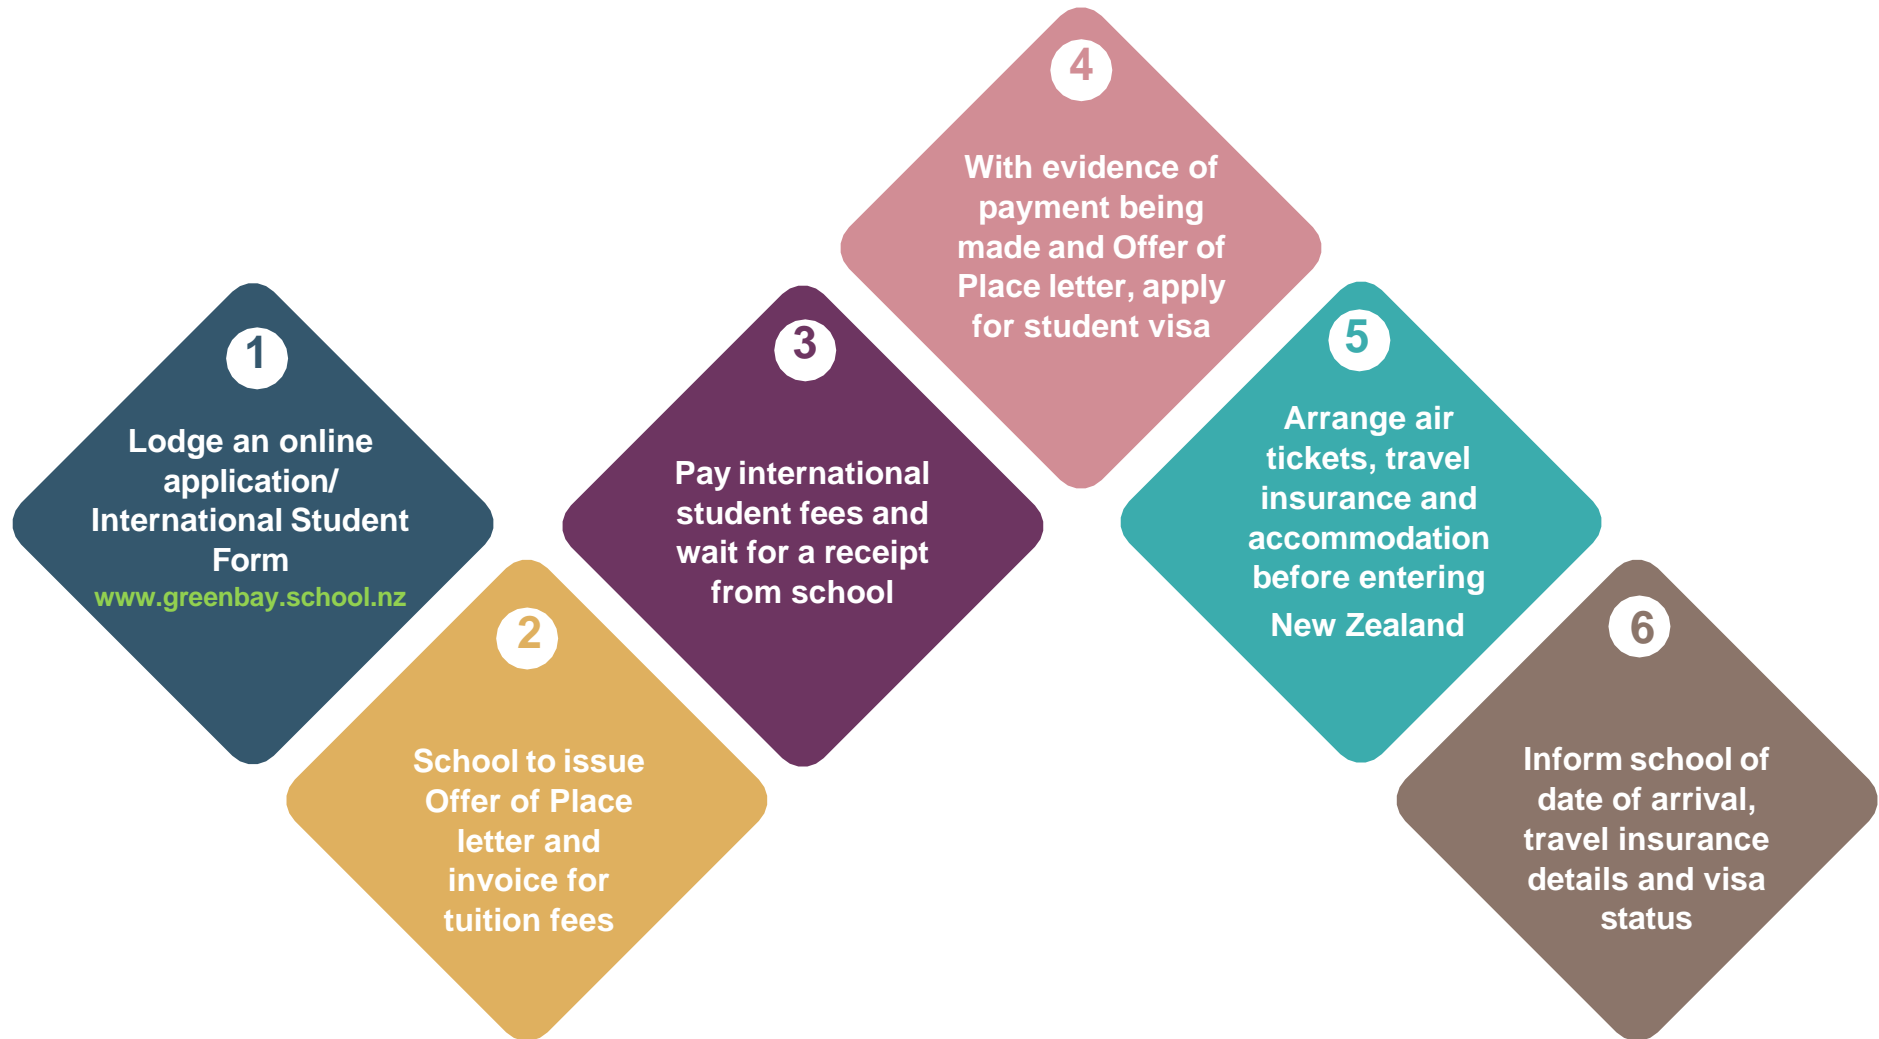 1
Lodge an online
application/
International Student
Form
www.greenbay.school.nz
2
School to issue
Offer of Place
letter and
invoice for
tuition fees
3
Pay international
student fees and
wait for a receipt
from school
4
With evidence of
payment being
made and Offer of
Place letter, apply
for student visa
5
Arrange air
tickets, travel
insurance and
accommodation
before entering
New Zealand
6
Inform school of
date of arrival,
travel insurance
details and visa
status